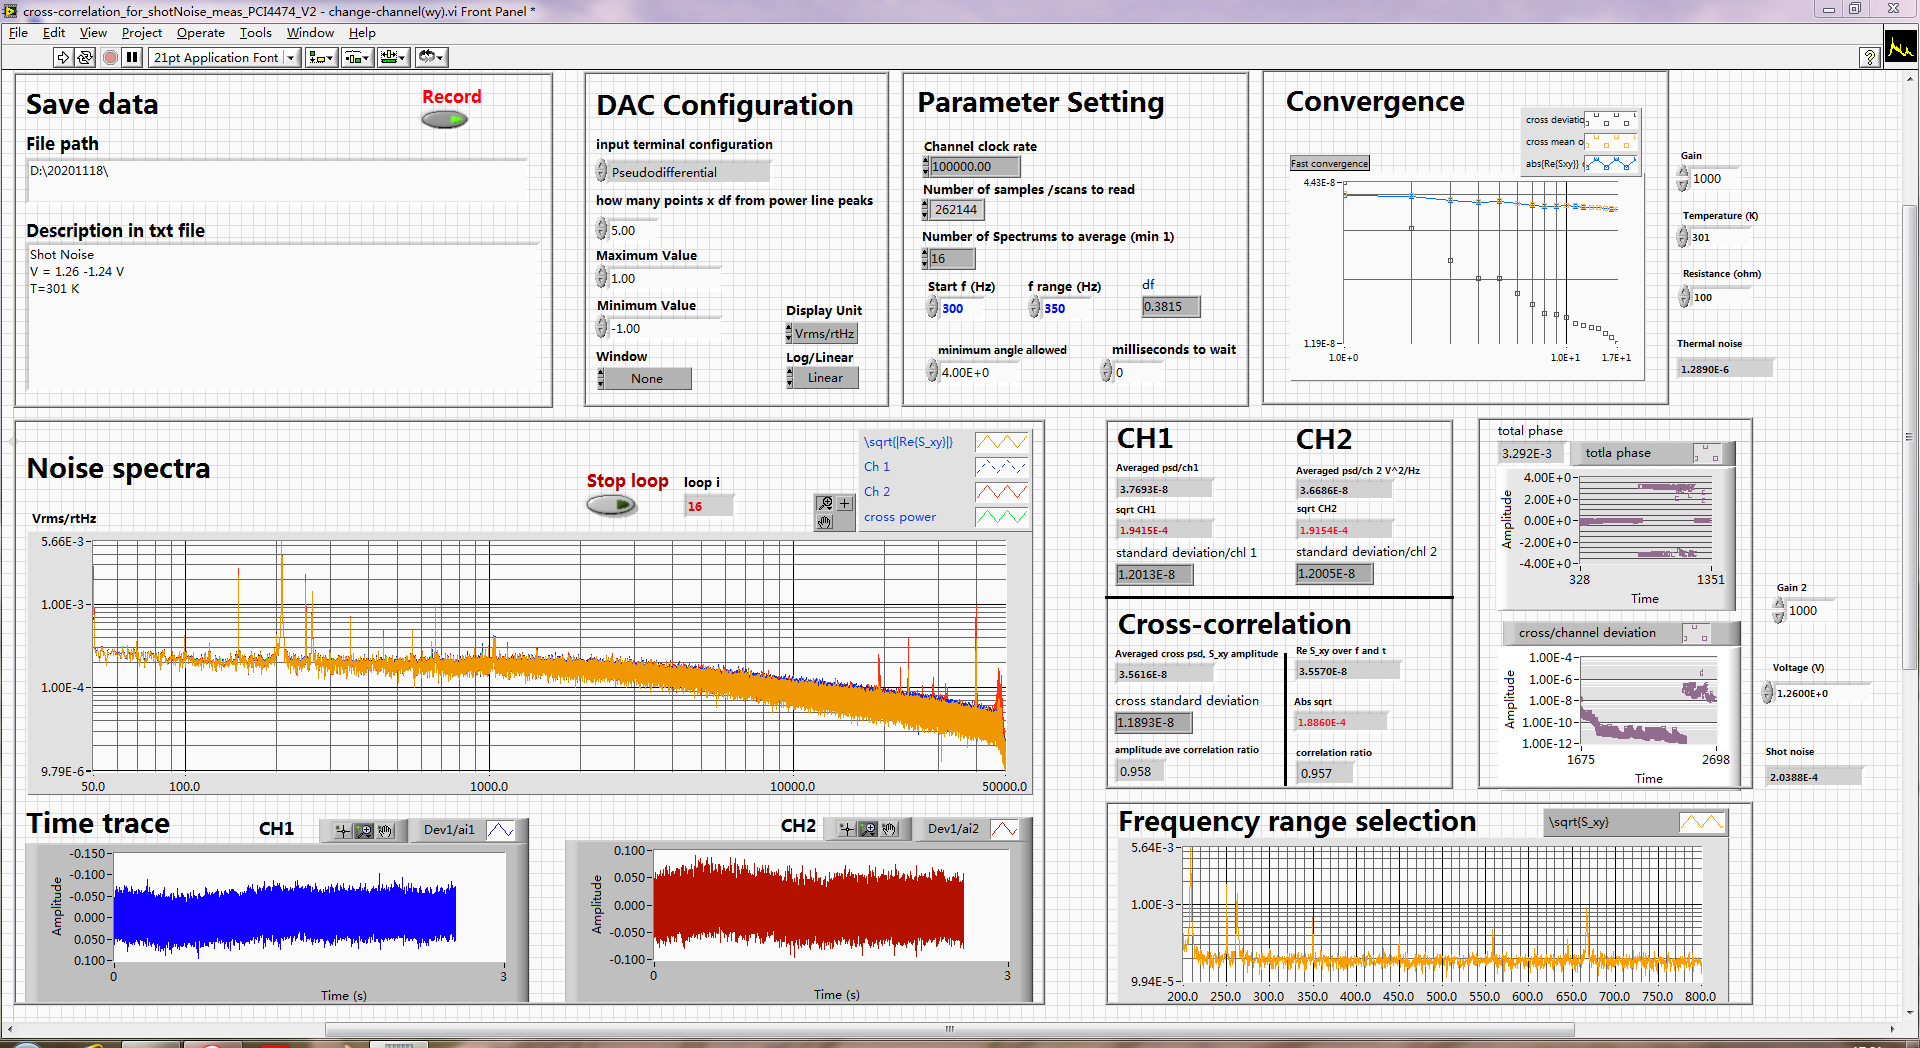 cross-correlation_for_shotNoise_meas_PCI4474_V2 - change-channel(wy).vi Front Panel *
File Edit View Project Operate Tools Window Help
21pt Application Font
Save data
Record
File path
D:\20201118\
Description in txt file
Shot Noise
V = 1.26 -1.24 V
T=301 K
DAC Configuration
input terminal configuration
Pseudodifferential
how many points x df from power line peaks
5.00
Maximum Value
1.00
Minimum Value
-1.00
Display Unit
Vrms/rtHz
Window
None
Log/Linear
Linear
Parameter Setting
Channel clock rate
100000.00
Number of samples /scans to read
262144
Number of Spectrums to average (min 1)
16
Start f (Hz)
300
f range (Hz)
350
df
0.3815
minimum angle allowed
4.00E+0
milliseconds to wait
0
Convergence
cross deviatio
cross mean o
abs{Re{Sxy}}
Fast convergence
4.43E-8
1.19E-8
1.0E+0 1.0E+1 1.7E+1
Gain
1000
Temperature (K)
301
Resistance (ohm)
100
Thermal noise
1.2890E-6
Noise spectra
Stop loop
loop i
16
\sqrt{|Re{S_xy}|}
Ch 1
Ch 2
cross power
Vrms/rtHz
5.66E-3
1.00E-3
1.00E-4
9.79E-6
50.0 100.0 1000.0 10000.0 50000.0
CH1
Averaged psd/ch1
3.7693E-8
sqrt CH1
1.9415E-4
standard deviation/chl 1
1.2013E-8
CH2
Averaged psd/ch 2 V^2/Hz
3.6686E-8
sqrt CH2
1.9154E-4
standard deviation/chl 2
1.2005E-8
Cross-correlation
Averaged cross psd, S_xy amplitude
3.5616E-8
cross standard deviation
1.1893E-8
amplitude ave correlation ratio
0.958
Re S_xy over f and t
3.5570E-8
Abs sqrt
1.8860E-4
correlation ratio
0.957
total phase
3.292E-3
totla phase
4.00E+0
2.00E+0
0.00E+0
-2.00E+0
-4.00E+0
Amplitude
328 1351
Time
cross/channel deviation
1.00E-4
1.00E-6
1.00E-8
1.00E-10
1.00E-12
Amplitude
1675 2698
Time
Gain 2
1000
Voltage (V)
1.2600E+0
Shot noise
2.0388E-4
Time trace
CH1
Dev1/ai1
-0.150
-0.100
-0.050
0.000
0.050
0.100
Amplitude
0 3
Time (s)
CH2
Dev1/ai2
0.100
0.050
0.000
-0.050
-0.100
Amplitude
0 3
Time (s)
Frequency range selection
\sqrt{S_xy}
5.64E-3
1.00E-3
9.94E-5
200.0 250.0 300.0 350.0 400.0 450.0 500.0 550.0 600.0 650.0 700.0 750.0 800.0